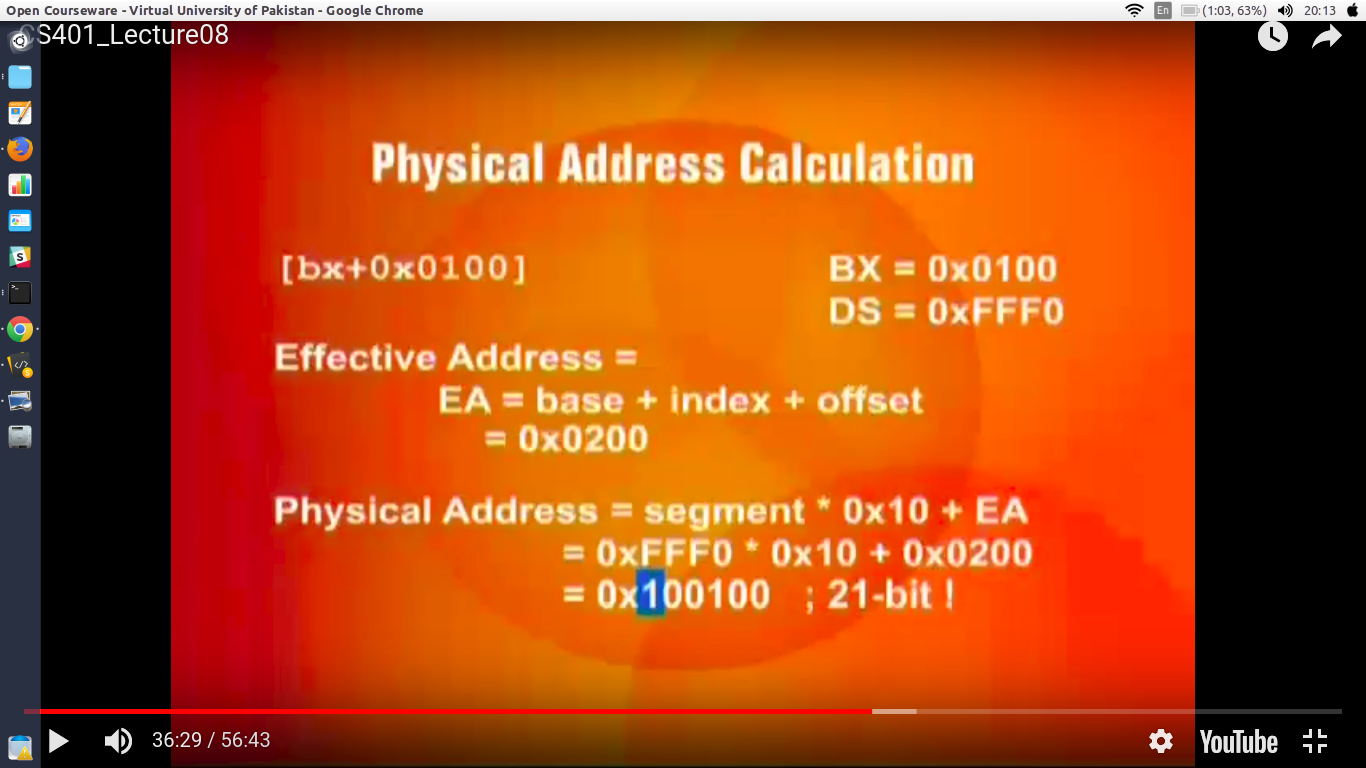 Open Courseware - Virtual University of Pakistan - Google Chrome
En (1:03, 63%) 20:13
CS401_Lecture08
Physical Address Calculation
[bx+0x0100]
BX = 0x0100
DS = 0xFFF0
Effective Address =
EA = base + index + offset
= 0x0200
Physical Address = segment * 0x10 + EA
= 0xFFF0 * 0x10 + 0x0200
= 0x100100 ; 21-bit !
36:29 / 56:43
YouTube